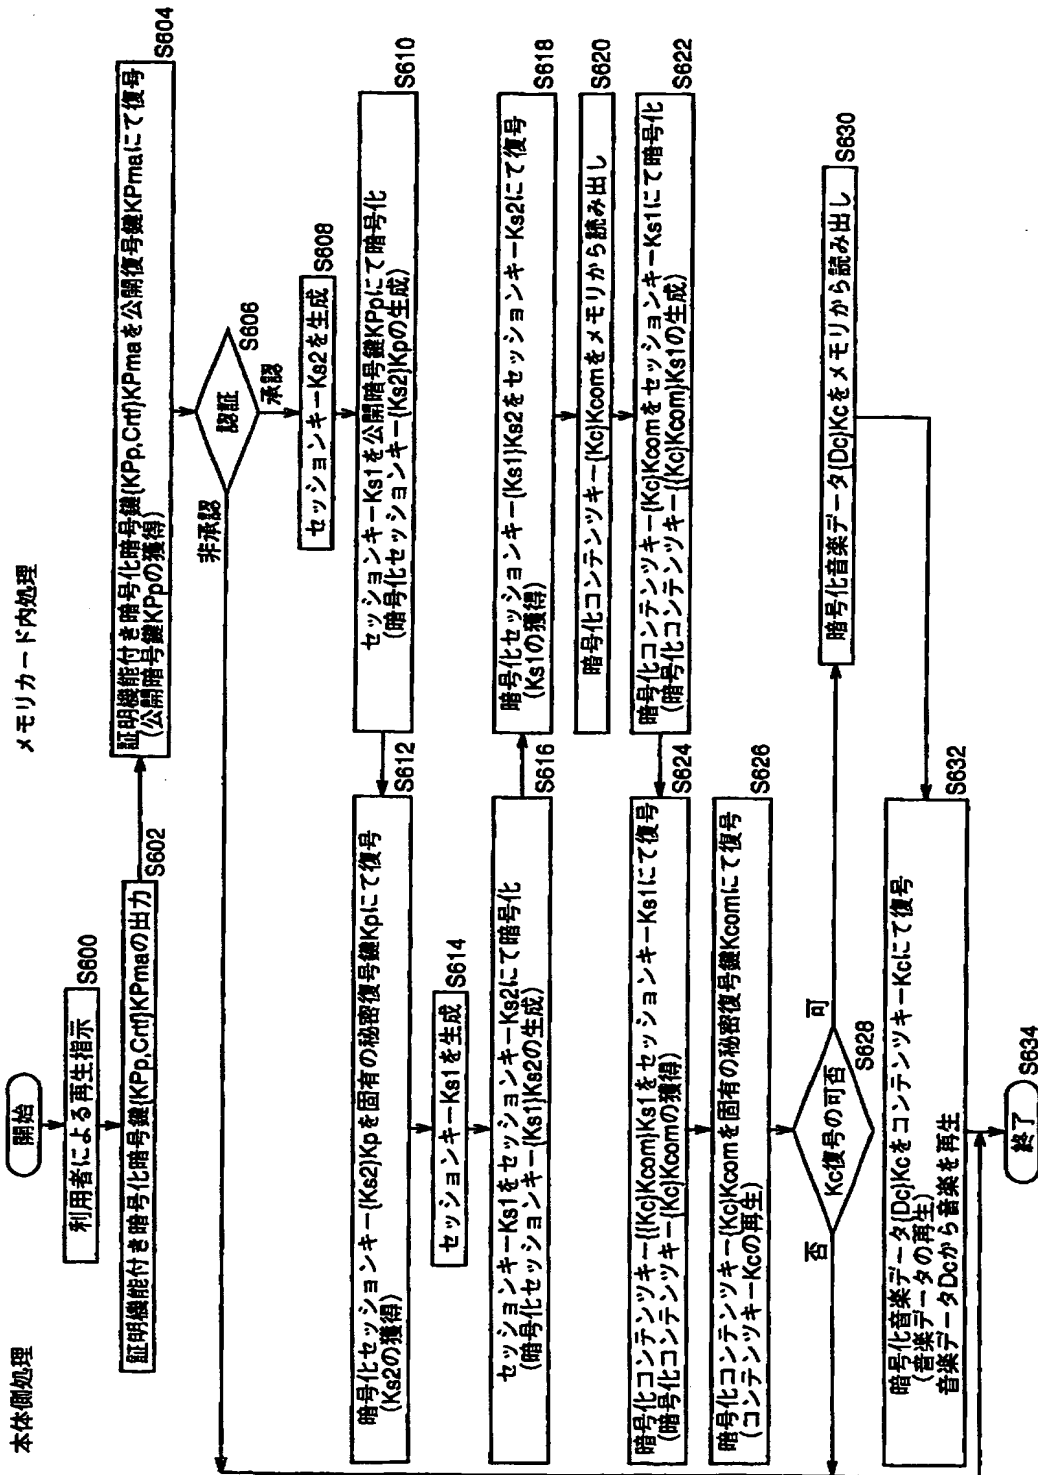 本体側処理
メモリカード内処理
開始
利用者による再生指示
S600
証明機能付き暗号化暗号鍵{KPp,Crtf}KPmaの出力
S602
証明機能付き暗号化暗号鍵{KPp,Crtf}KPmaを公開復号鍵KPmaにて復号
(公開暗号鍵KPpの獲得)
S604
認証
S606
非承認
承認
セッションキーKs2を生成
S608
セッションキーKs1を公開暗号鍵KPpにて暗号化
(暗号化セッションキー{Ks2}Kpの生成)
S610
暗号化セッションキー{Ks2}Kpを固有の秘密復号鍵Kpにて復号
(Ks2の獲得)
S612
セッションキーKs1を生成
S614
セッションキーKs1をセッションキーKs2にて暗号化
(暗号化セッションキー{Ks1}Ks2の生成)
S616
暗号化セッションキー{Ks1}Ks2をセッションキーKs2にて復号
(Ks1の獲得)
S618
暗号化コンテンツキー{Kc}Kcomをメモリから読み出し
S620
暗号化コンテンツキー{Kc}KcomをセッションキーKs1にて暗号化
(暗号化コンテンツキー{{Kc}Kcom}Ks1の生成)
S622
暗号化コンテンツキー{{Kc}Kcom}Ks1をセッションキーKs1にて復号
(暗号化コンテンツキー{Kc}Kcomの獲得)
S624
暗号化コンテンツキー{Kc}Kcomを固有の秘密復号鍵Kcomにて復号
(コンテンツキーKcの再生)
S626
Kc復号の可否
S628
否
可
暗号化音楽データ{Dc}Kcをメモリから読み出し
S630
暗号化音楽データ{Dc}KcをコンテンツキーKcにて復号
(音楽データの再生)
音楽データDcから音楽を再生
S632
終了
S634